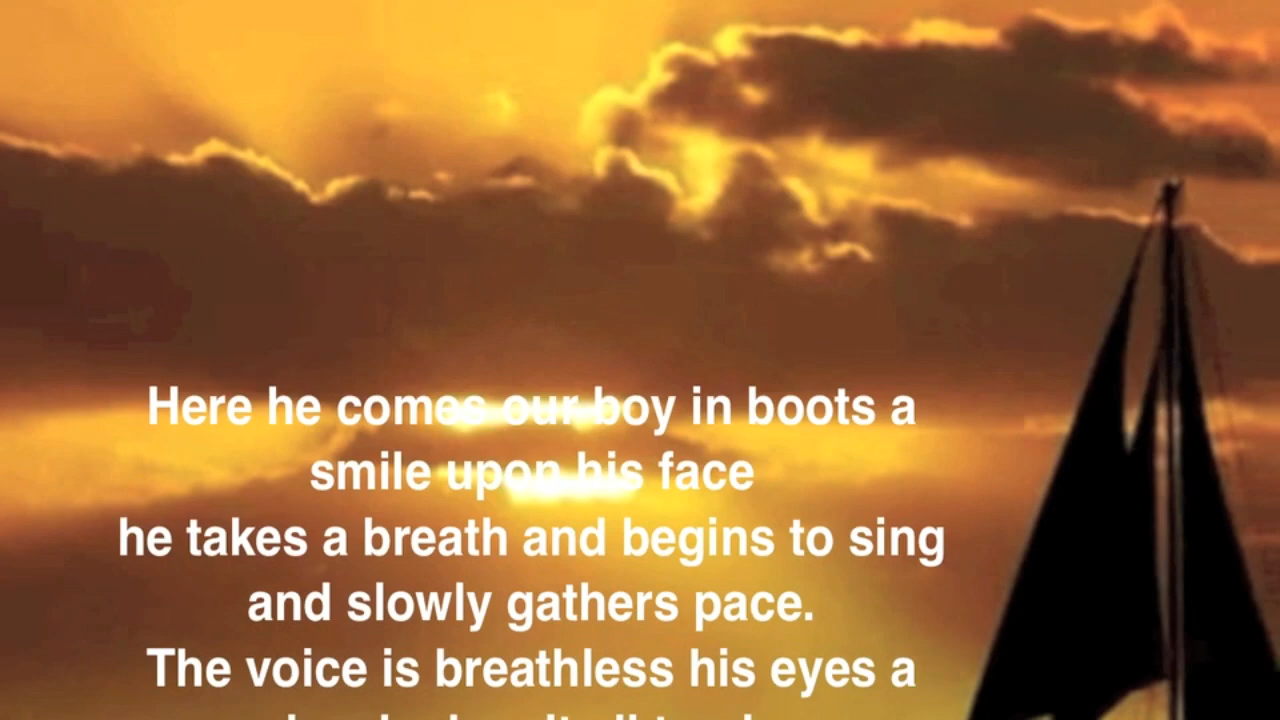 Here he comes our boy in boots a
smile upon his face
he takes a breath and begins to sing
and slowly gathers pace.
The voice is breathless his eyes a